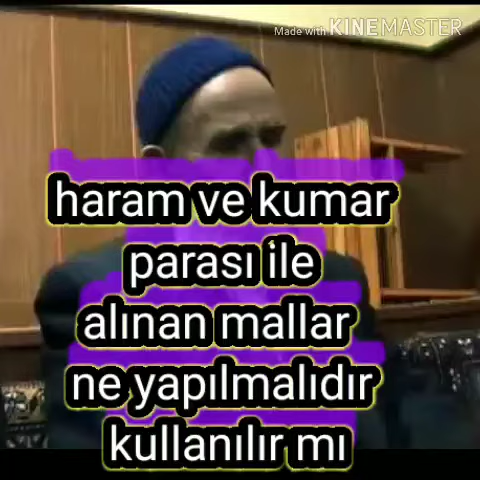 Made with KINEMASTER
haram ve kumar
parası ile
alınan mallar
ne yapılmalıdır
kullanılır mı